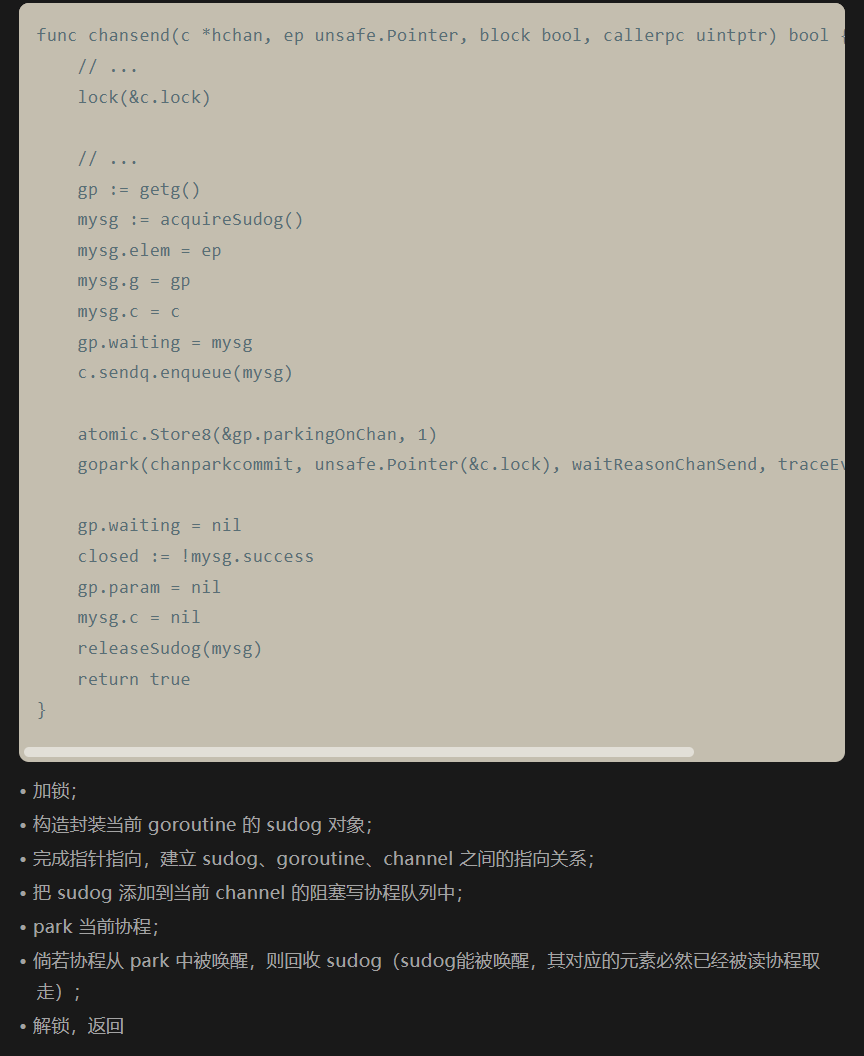 func chansend(c *hchan, ep unsafe.Pointer, block bool, callerpc uintptr) bool {
    // ...
    lock(&c.lock)

    // ...
    gp := getg()
    mysg := acquireSudog()
    mysg.elem = ep
    mysg.g = gp
    mysg.c = c
    gp.waiting = mysg
    c.sendq.enqueue(mysg)

    atomic.Store8(&gp.parkingOnChan, 1)
    gopark(chanparkcommit, unsafe.Pointer(&c.lock), waitReasonChanSend, traceEv

    gp.waiting = nil
    closed := !mysg.success
    gp.param = nil
    mysg.c = nil
    releaseSudog(mysg)
    return true
}
• 加锁；
• 构造封装当前 goroutine 的 sudog 对象；
• 完成指针指向，建立 sudog、goroutine、channel 之间的指向关系；
• 把 sudog 添加到当前 channel 的阻塞写协程队列中；
• park 当前协程；
• 倘若协程从 park 中被唤醒，则回收 sudog（sudog能被唤醒，其对应的元素必然已经被读协程取
走）；
• 解锁，返回